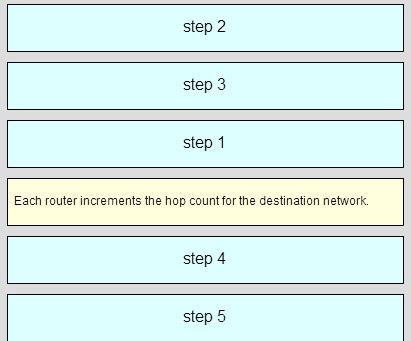 step 2
step 3
step 1
Each router increments the hop count for the destination network.
step 4
step 5